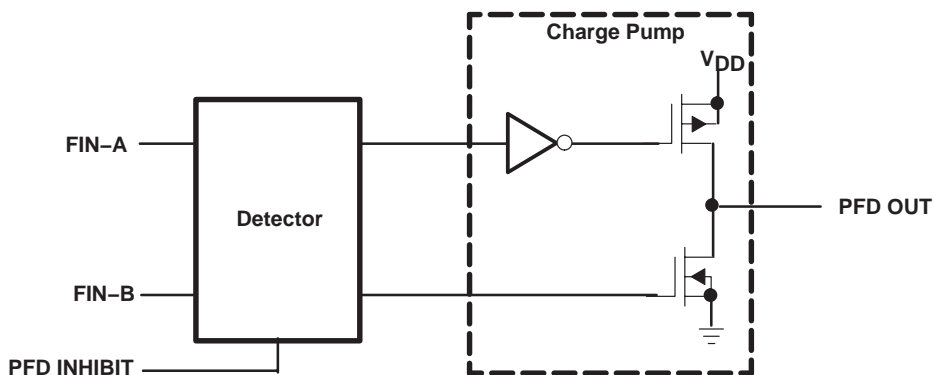 Charge Pump
VDD
FIN–A
Detector
PFD OUT
FIN–B
PFD INHIBIT